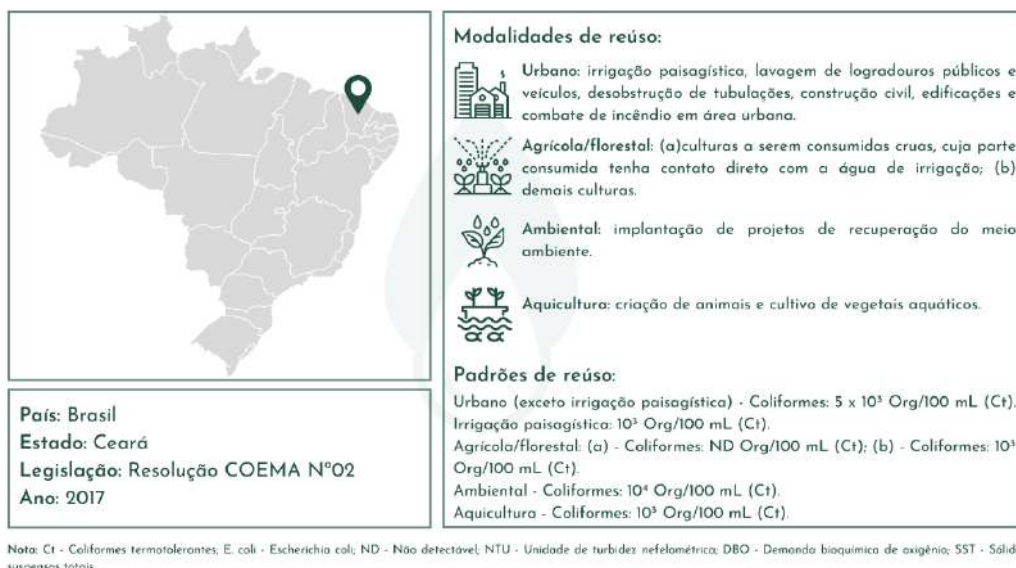 Modalidades de reúso:
Urbano: irrigação paisagística, lavagem de logradouros públicos e
veículos, desobstrução de tubulações, construção civil, edificações e
combate de incêndio em área urbana.
Agrícola/florestal: (a)culturas a serem consumidas cruas, cuja parte
consumida tenha contato direto com a água de irrigação; (b)
demais culturas.
Ambiental: implantação de projetos de recuperação do meio
ambiente.
Aquicultura: criação de animais e cultivo de vegetais aquáticos.
Padrões de reúso:
Urbano (exceto irrigação paisagística) - Coliformes: 5 x 10³ Org/100 mL (Ct).
Irrigação paisagística: 10³ Org/100 mL (Ct).
Agrícola/florestal: (a) - Coliformes: ND Org/100 mL (Ct); (b) - Coliformes: 10³
Org/100 mL (Ct).
Ambiental - Coliformes: 10⁴ Org/100 mL (Ct).
Aquicultura - Coliformes: 10³ Org/100 mL (Ct).
País: Brasil
Estado: Ceará
Legislação: Resolução COEMA Nº02
Ano: 2017
Nota: Ct - Coliformes termotolerantes; E. coli - Escherichia coli; ND - Não detectável; NTU - Unidade de turbidez nefelométrica; DBO - Demanda bioquímica de oxigênio; SST - Sólid
suspensos totais